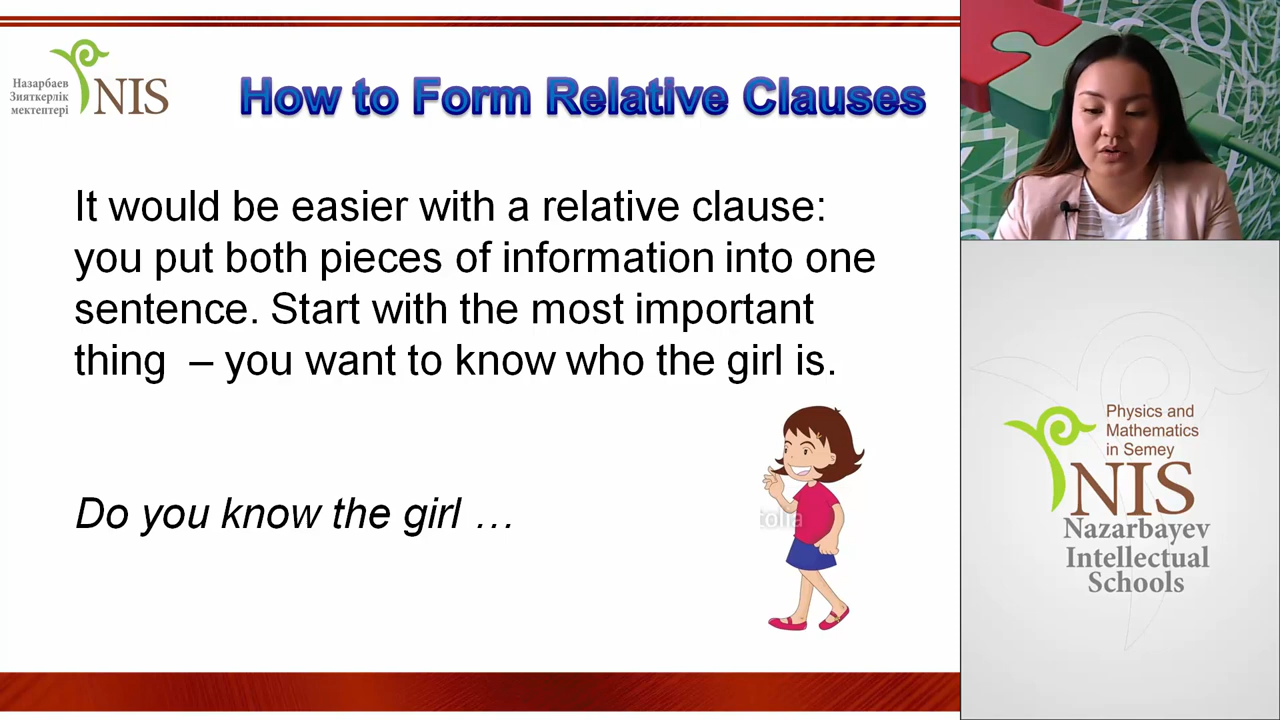 Назарбаев
Зияткерлік
мектептері
NIS
How to Form Relative Clauses
It would be easier with a relative clause:
you put both pieces of information into one
sentence. Start with the most important
thing – you want to know who the girl is.
Do you know the girl …
Physics and
Mathematics
in Semey
NIS
Nazarbayev
Intellectual
Schools